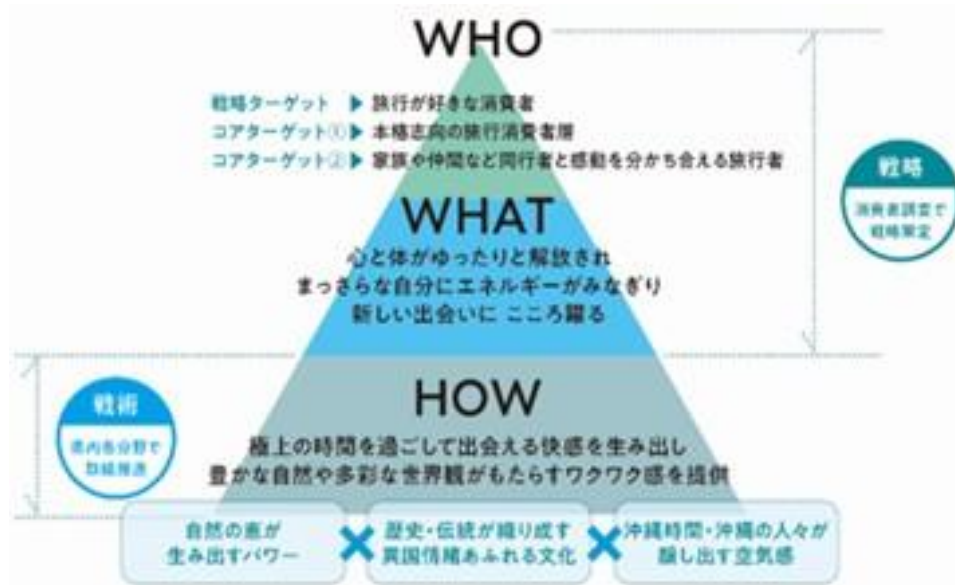 WHO
戦略ターゲット ▶ 旅行が好きな消費者
コアターゲット① ▶ 本格志向の旅行消費者層
コアターゲット② ▶ 家族や仲間など同行者と感動を分かち合える旅行者
戦略
消費者調査で
戦略策定
WHAT
心と体がゆったりと解放され
まっさらな自分にエネルギーがみなぎり
新しい出会いに こころ躍る
戦術
県内各分野で
取組推進
HOW
極上の時間を過ごして出会える快感を生み出し
豊かな自然や多彩な世界観がもたらすワクワク感を提供
自然の恵が
生み出すパワー
×
歴史・伝統が織り成す
異国情緒あふれる文化
×
沖縄時間・沖縄の人々が
醸し出す空気感